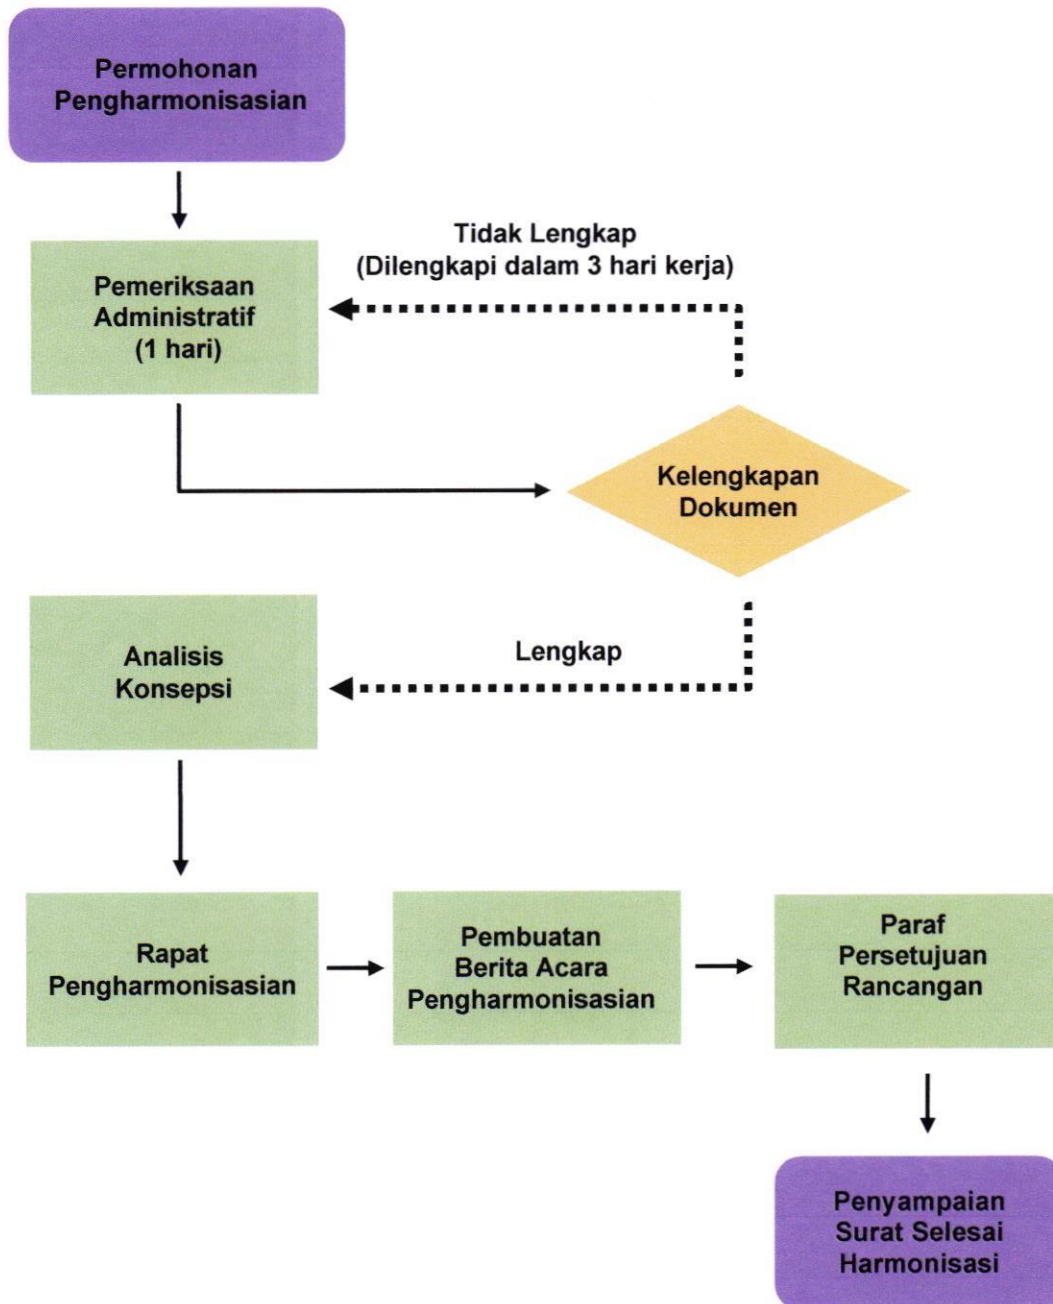 Permohonan
Pengharmonisasian
Tidak Lengkap
(Dilengkapi dalam 3 hari kerja)
Pemeriksaan
Administratif
(1 hari)
Kelengkapan
Dokumen
Lengkap
Analisis
Konsepsi
Rapat
Pengharmonisasian
Pembuatan
Berita Acara
Pengharmonisasian
Paraf
Persetujuan
Rancangan
Penyampaian
Surat Selesai
Harmonisasi